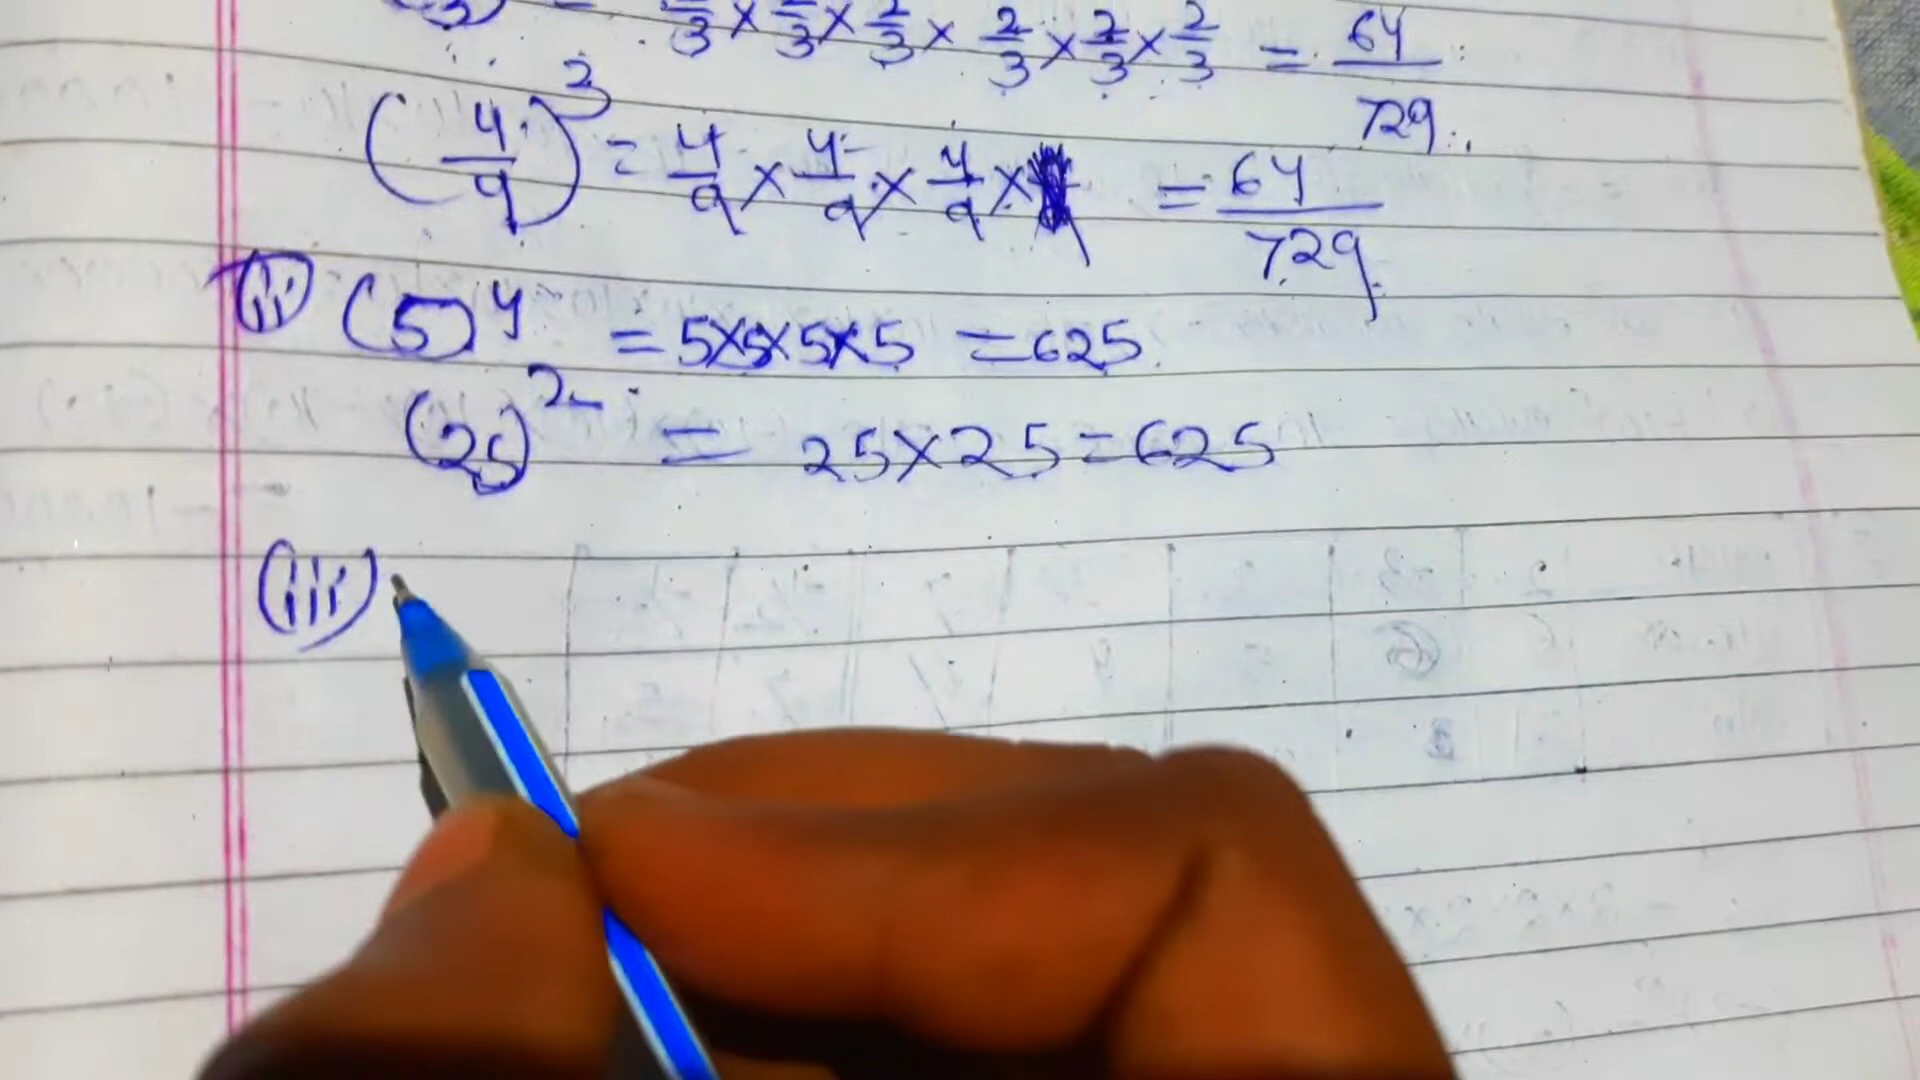 2/3 × 2/3 × 2/3 × 2/3 × 2/3 × 2/3 = 64/729
(4/9)³ = 4/9 × 4/9 × 4/9 × = 64/729
(ii) (5)⁴ = 5×5×5×5 = 625
(25)² = 25×25 = 625
(iii)